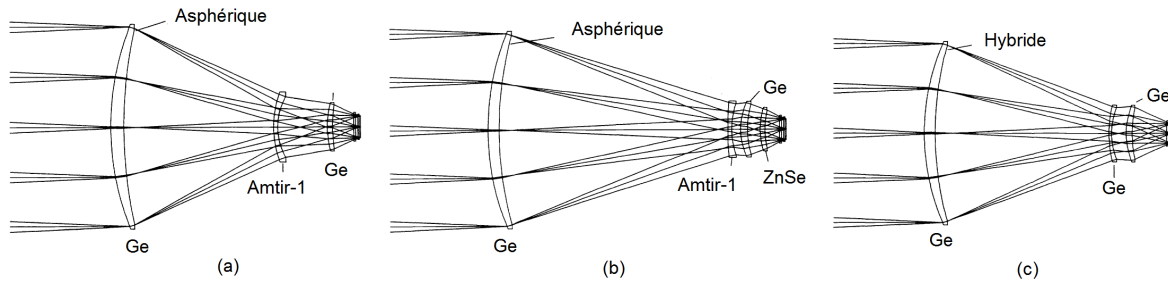 Asphérique
Amtir-1
Ge
Ge
(a)
Asphérique
Ge
Amtir-1
ZnSe
Ge
(b)
Hybride
Ge
Ge
Ge
(c)